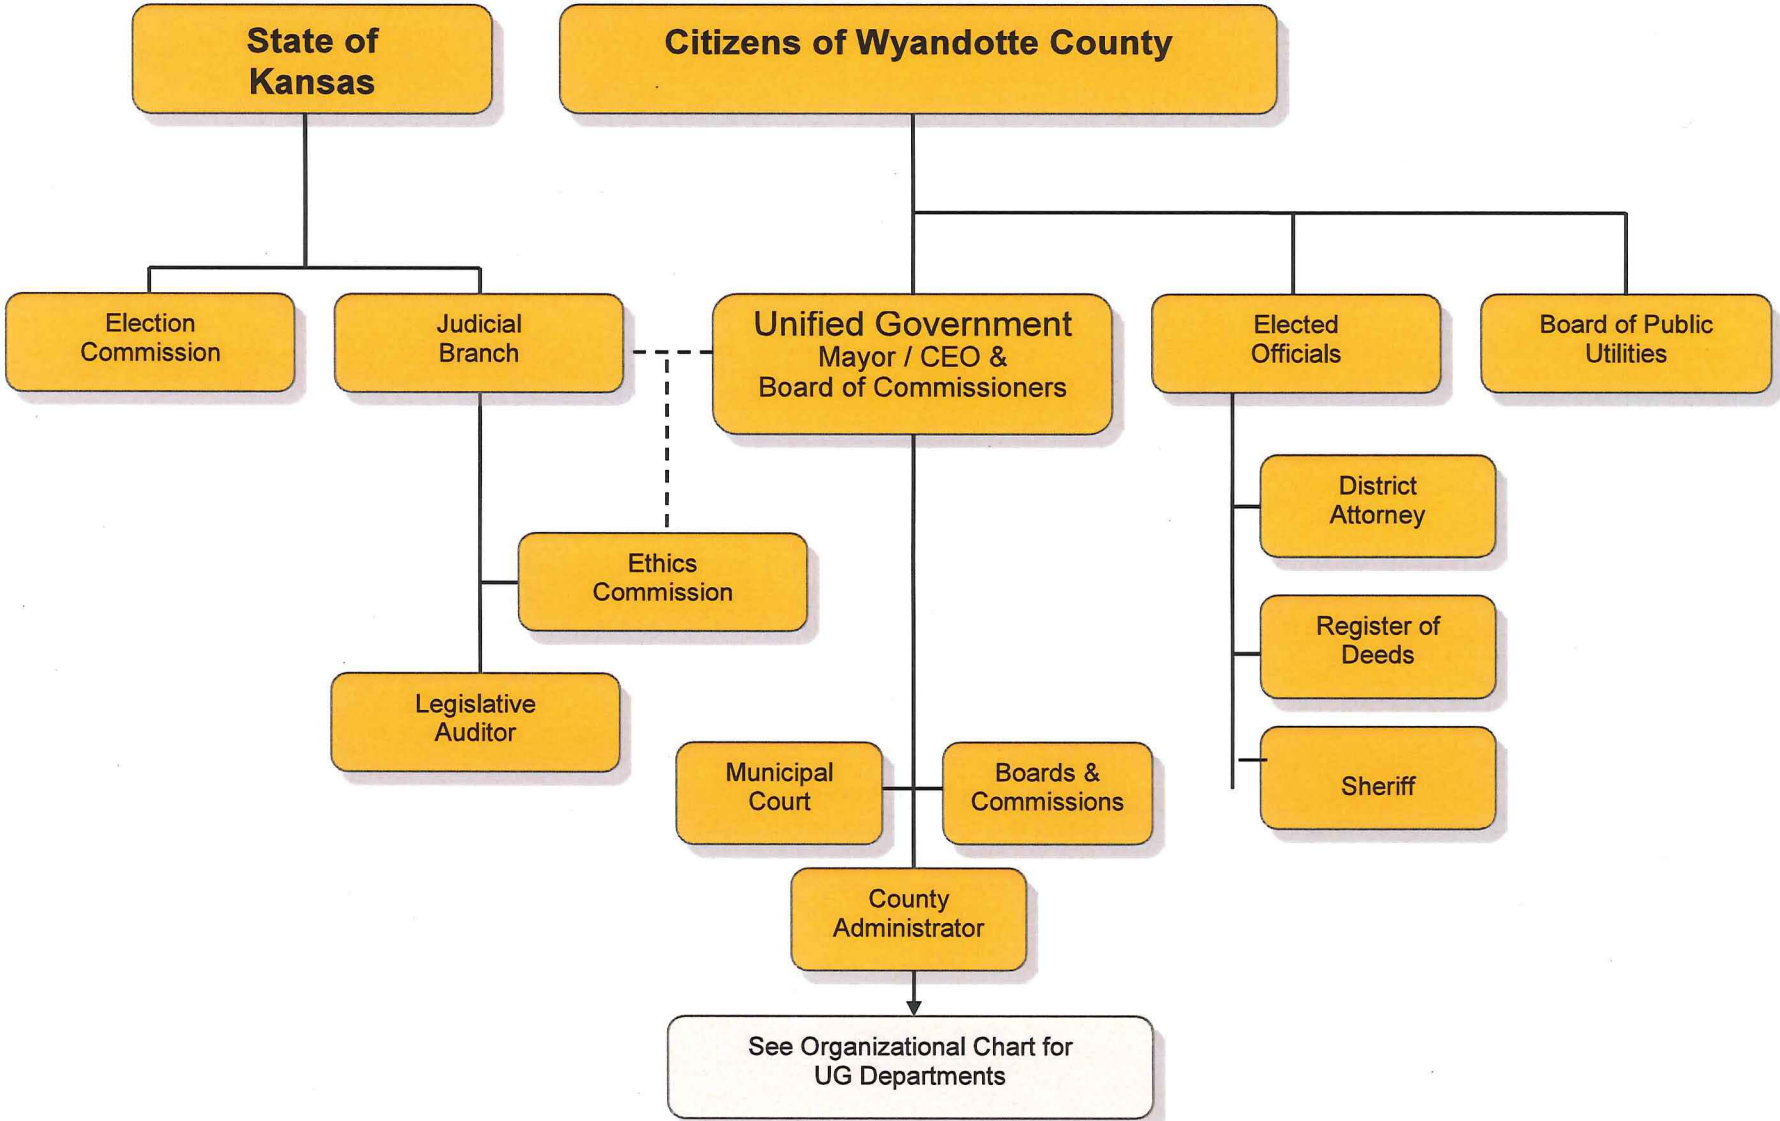 State of
Kansas
Citizens of Wyandotte County
Election
Commission
Judicial
Branch
Unified Government
Mayor / CEO &
Board of Commissioners
Elected
Officials
Board of Public
Utilities
District
Attorney
Ethics
Commission
Register of
Deeds
Legislative
Auditor
Municipal
Court
Boards &
Commissions
Sheriff
County
Administrator
See Organizational Chart for
UG Departments